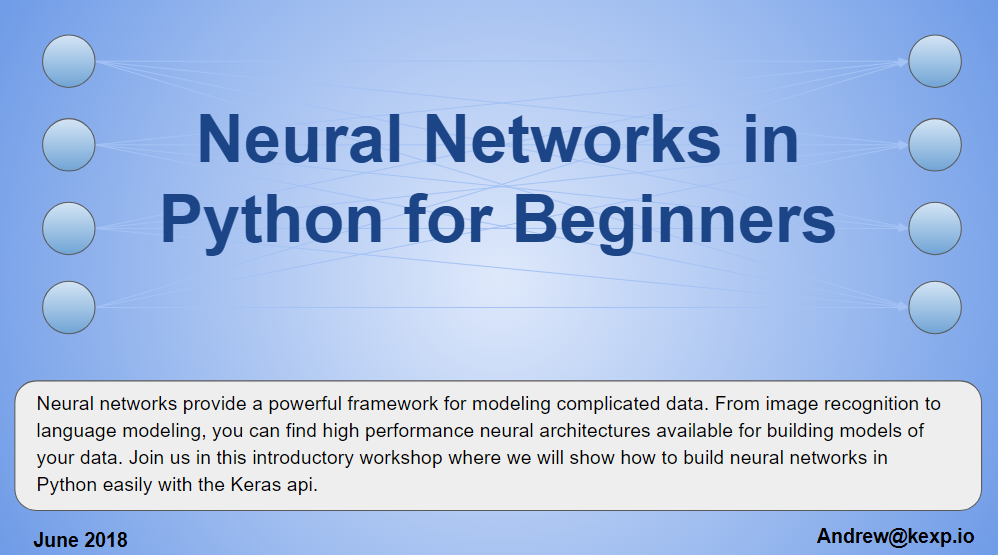 Neural Networks in
Python for Beginners
Neural networks provide a powerful framework for modeling complicated data. From image recognition to
language modeling, you can find high performance neural architectures available for building models of
your data. Join us in this introductory workshop where we will show how to build neural networks in
Python easily with the Keras api.
June 2018
Andrew@kexp.io